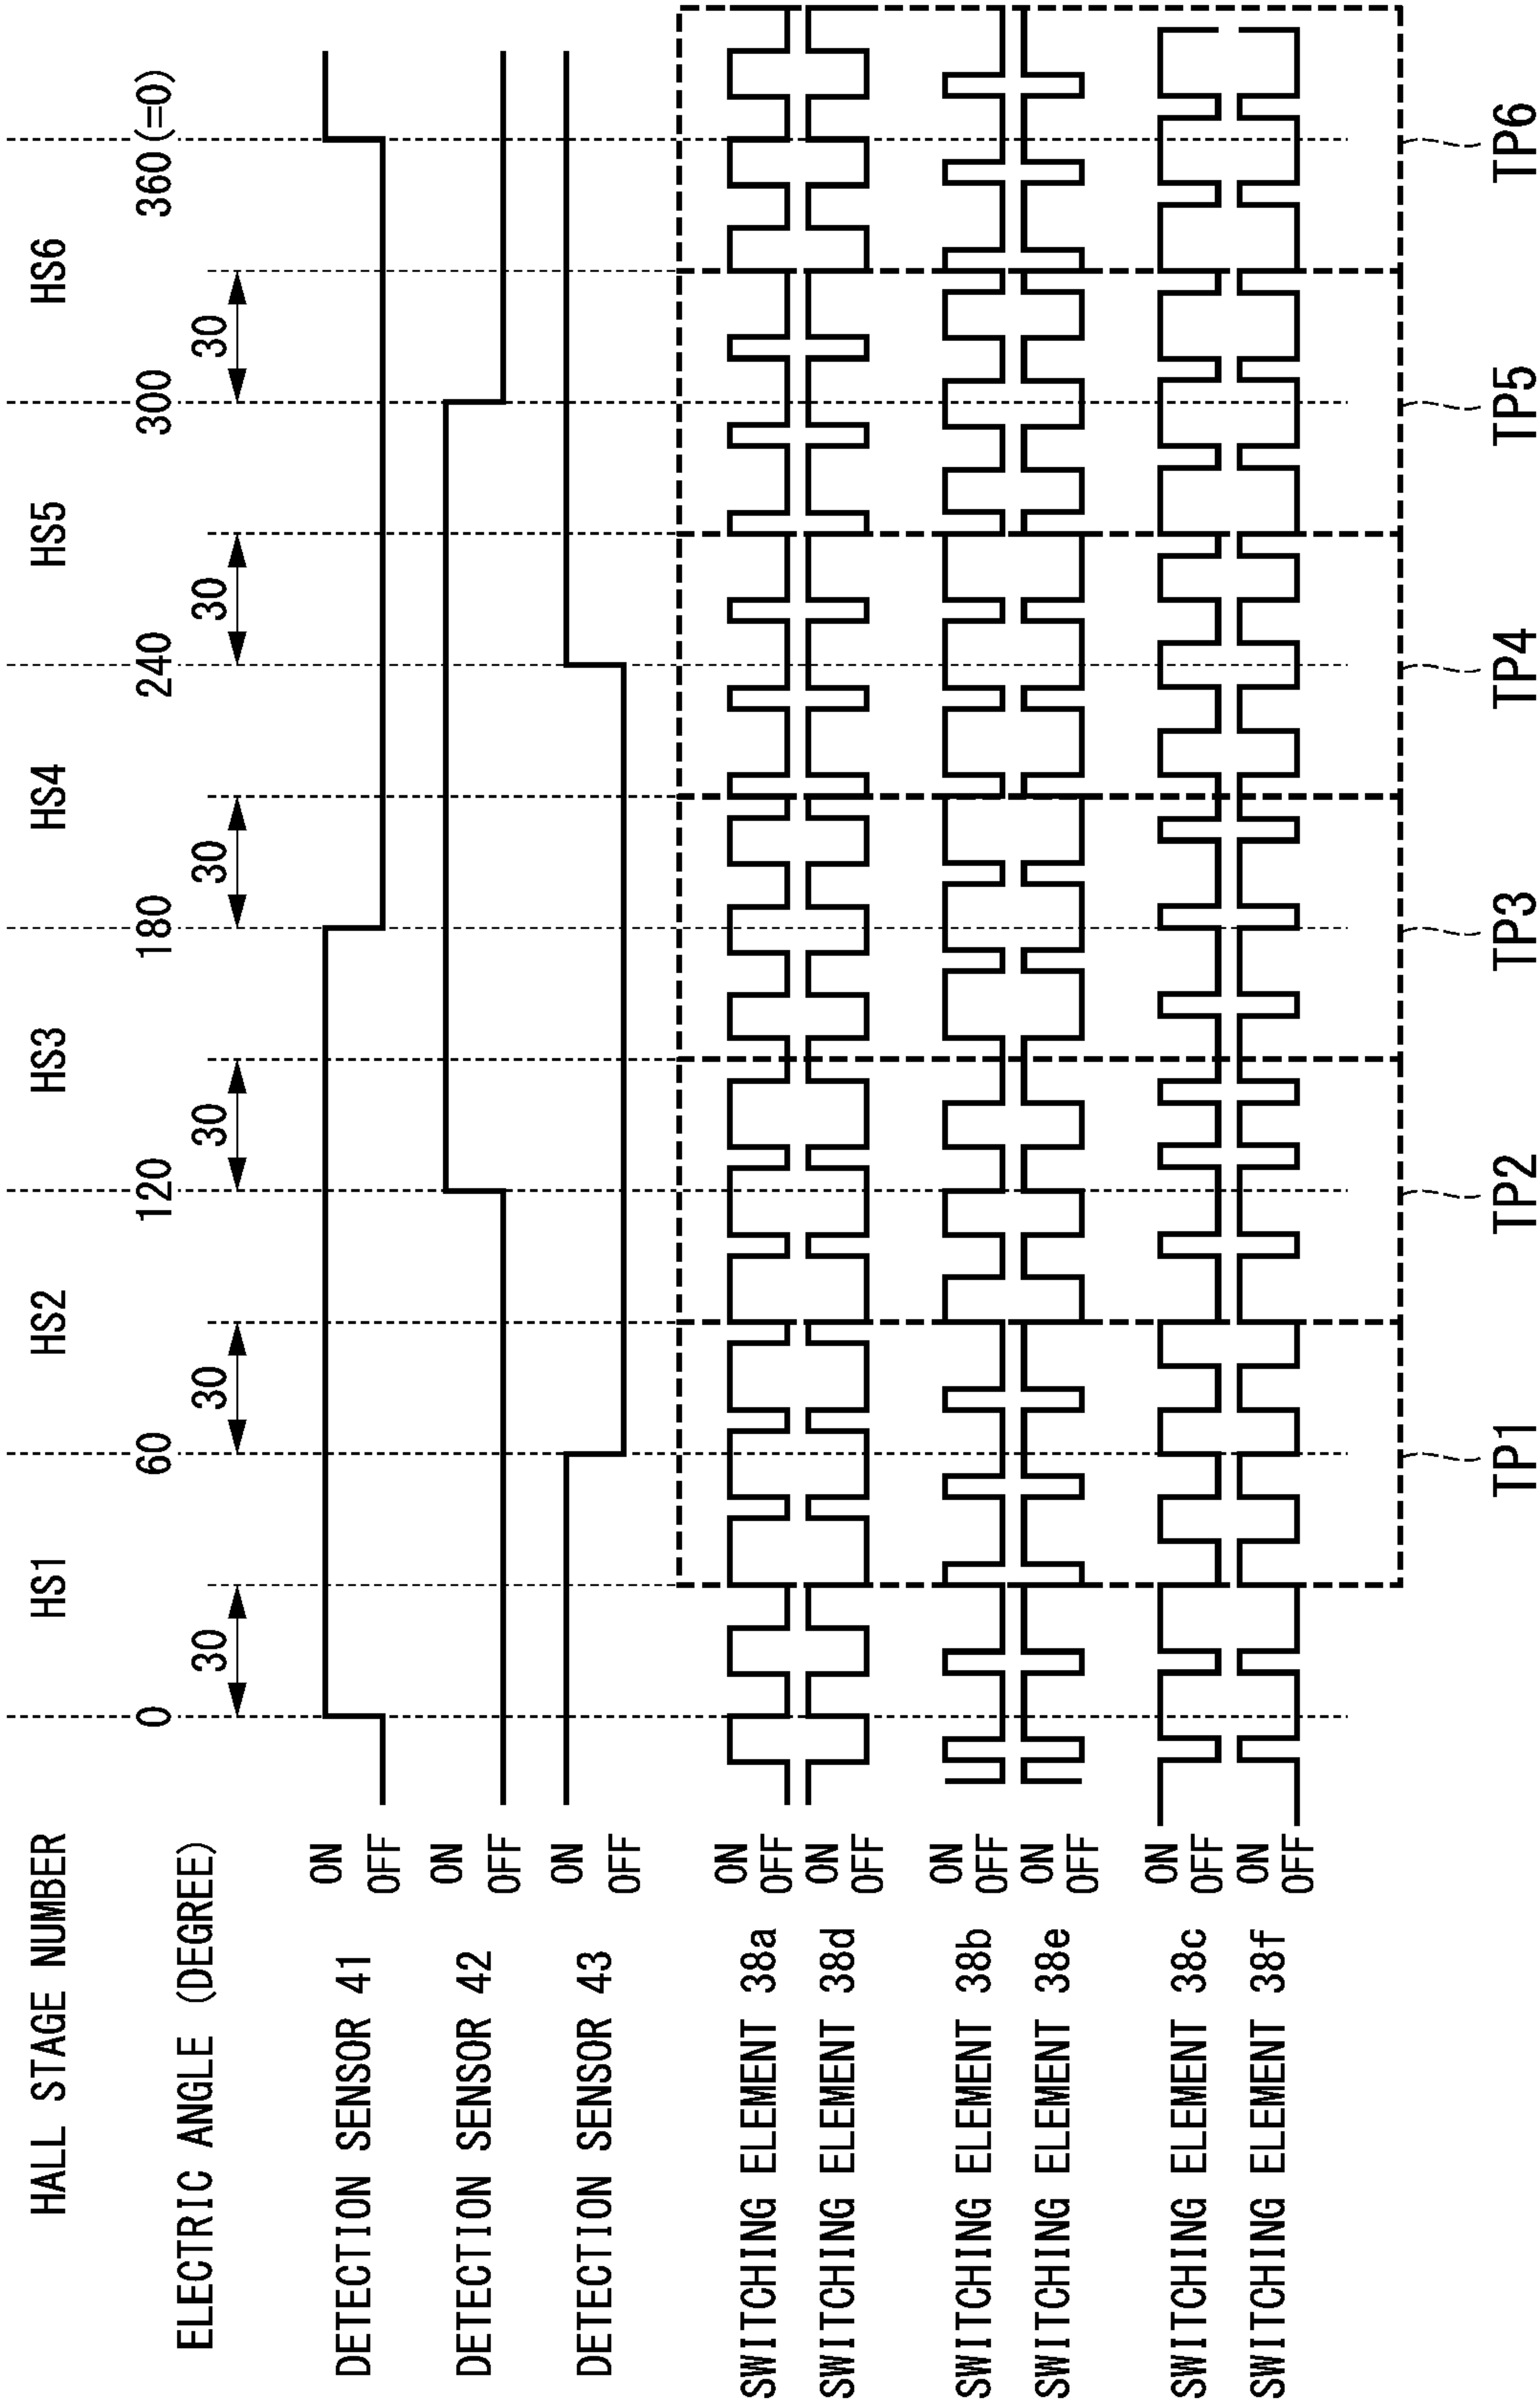 HALL STAGE NUMBER HS1 HS2 HS3 HS4 HS5 HS6
ELECTRIC ANGLE (DEGREE) 0 60 120 180 240 300 360 (=0)
30 30 30 30 30 30
DETECTION SENSOR 41 ON
OFF
DETECTION SENSOR 42 ON
OFF
DETECTION SENSOR 43 ON
OFF
SWITCHING ELEMENT 38a ON
OFF
SWITCHING ELEMENT 38d ON
OFF
SWITCHING ELEMENT 38b ON
OFF
SWITCHING ELEMENT 38e ON
OFF
SWITCHING ELEMENT 38c ON
OFF
SWITCHING ELEMENT 38f ON
OFF
TP1 TP2 TP3 TP4 TP5 TP6